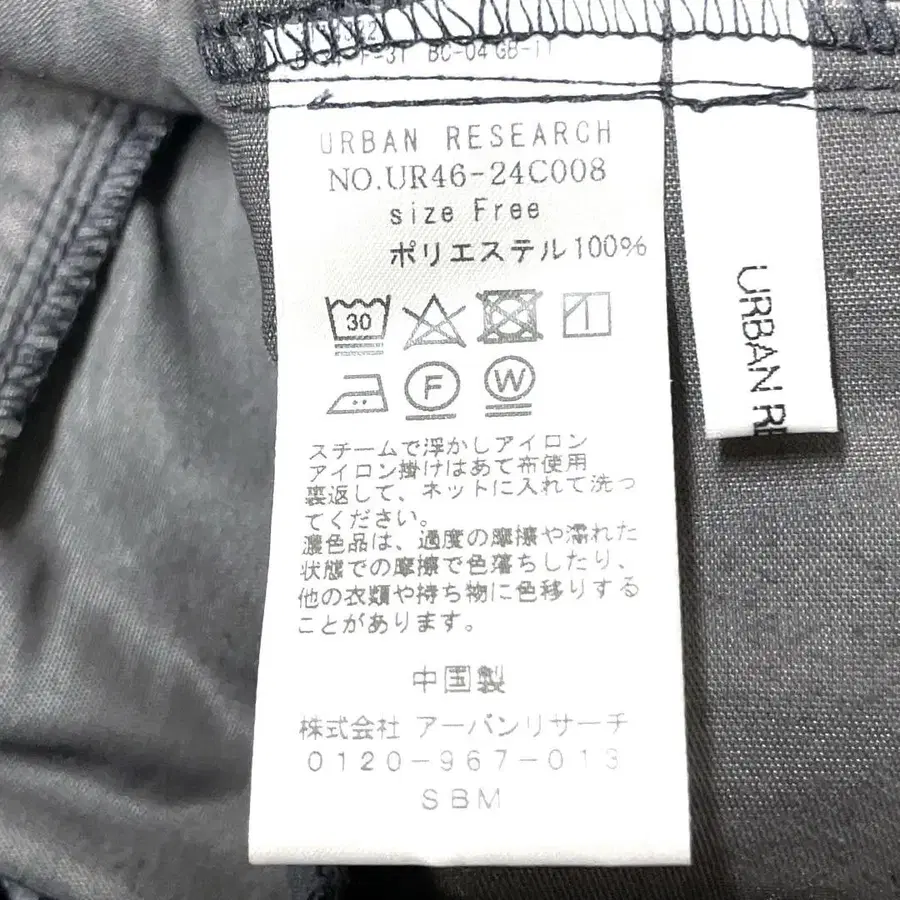 F-31 BC-04 GB-11
URBAN RESEARCH
NO.UR46-24C008
size Free
ポリエステル100%
30
F
W
スチームで浮かしアイロン
アイロン掛けはあて布使用
裏返して、ネットに入れて洗っ
てください。
濃色品は、過度の摩擦や濡れた
状態での摩擦で色落ちしたり、
他の衣類や持ち物に色移りする
ことがあります。
中国製
株式会社 アーバンリサーチ
0120-967-013
SBM
URBAN RE